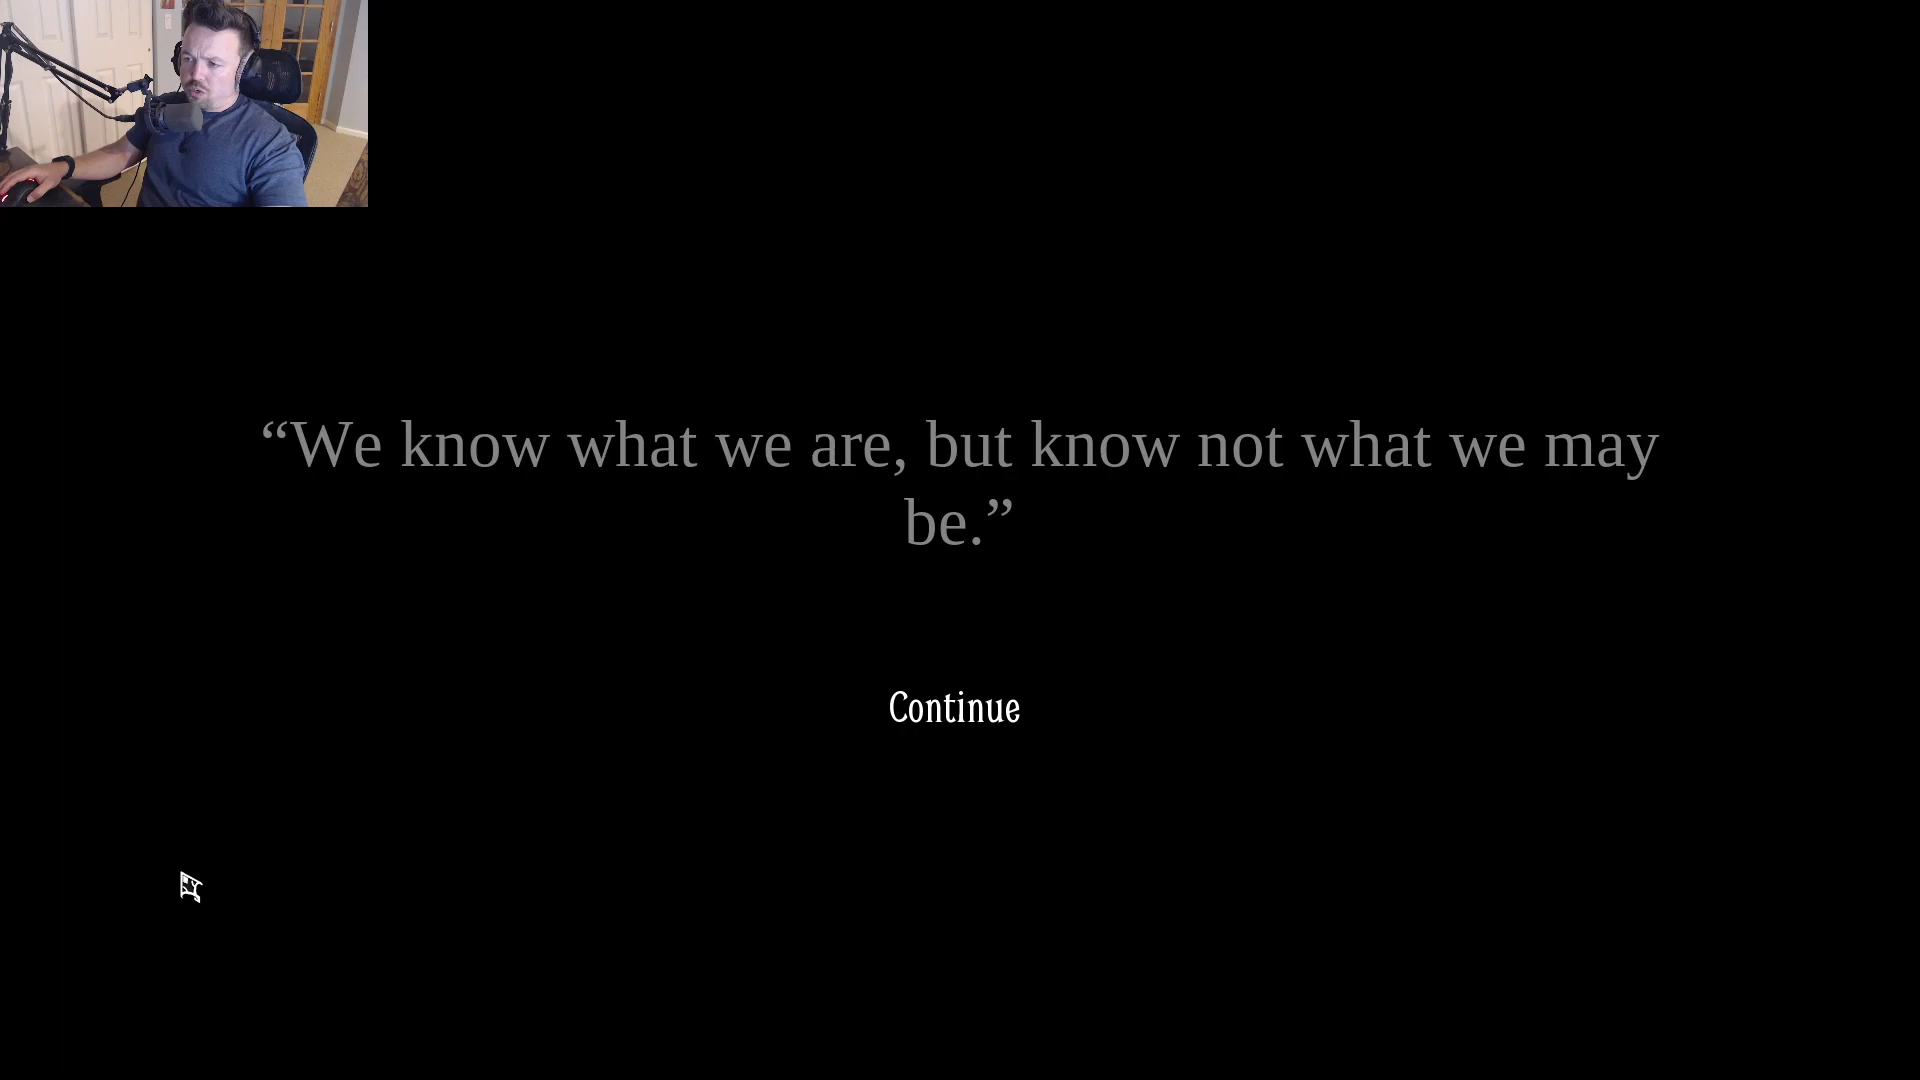 “We know what we are, but know not what we may
be.”
Continue